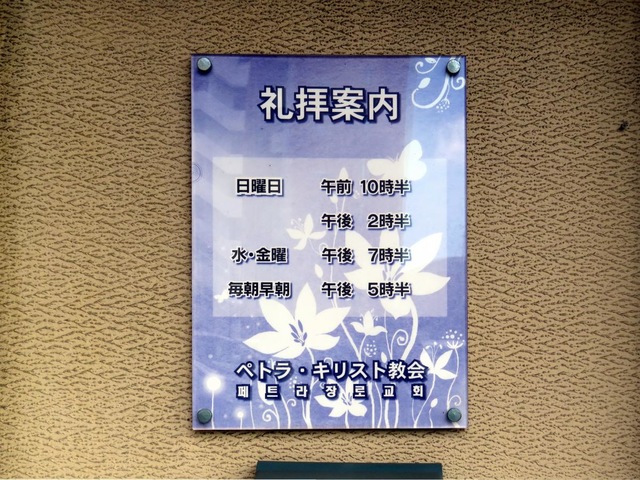 礼拝案内
日曜日 午前 10時半
午後 2時半
水・金曜 午後 7時半
毎朝早朝 午後 5時半
ペトラ・キリスト教会
페트라장로교회